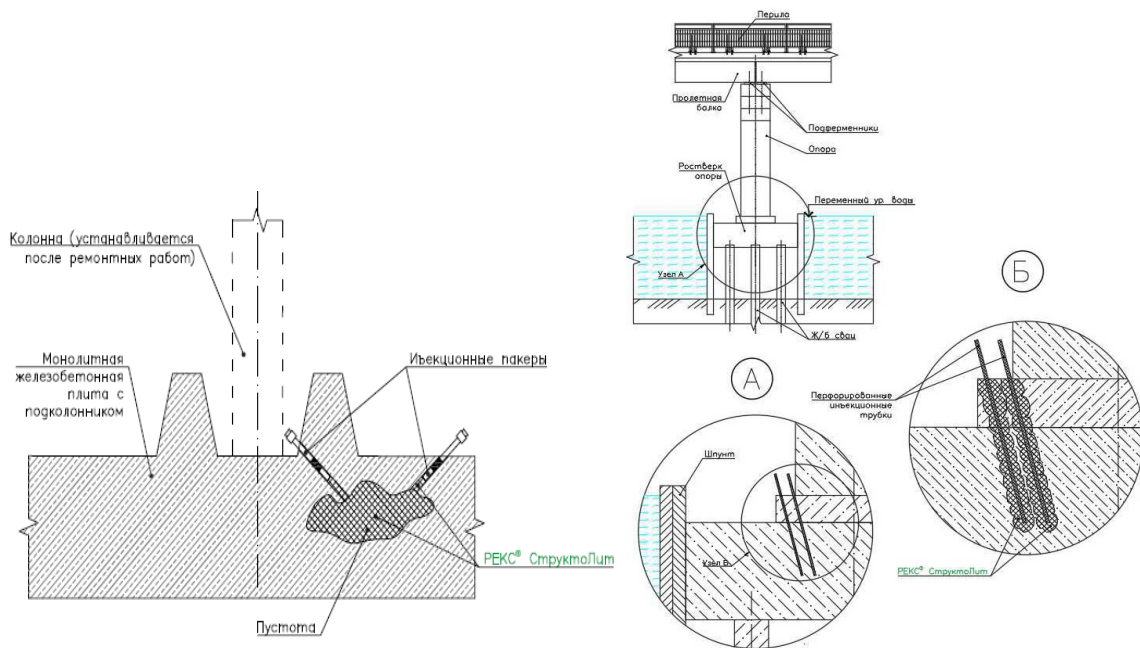 Колонна (устанавливается
после ремонтных работ)
Монолитная
железобетонная
плита с
подколонником
Иъекционные пакеры
РЕКС® СтруктоЛит
Пустота
Перила
Пролетная
балка
Подферменники
Опора
Ростверк
опоры
Переменный ур. воды
Узел А
Ж/б сваи
А
Шпунт
Узел В
Б
Перфорированные
инъекционные
трубки
РЕКС® СтруктоЛит